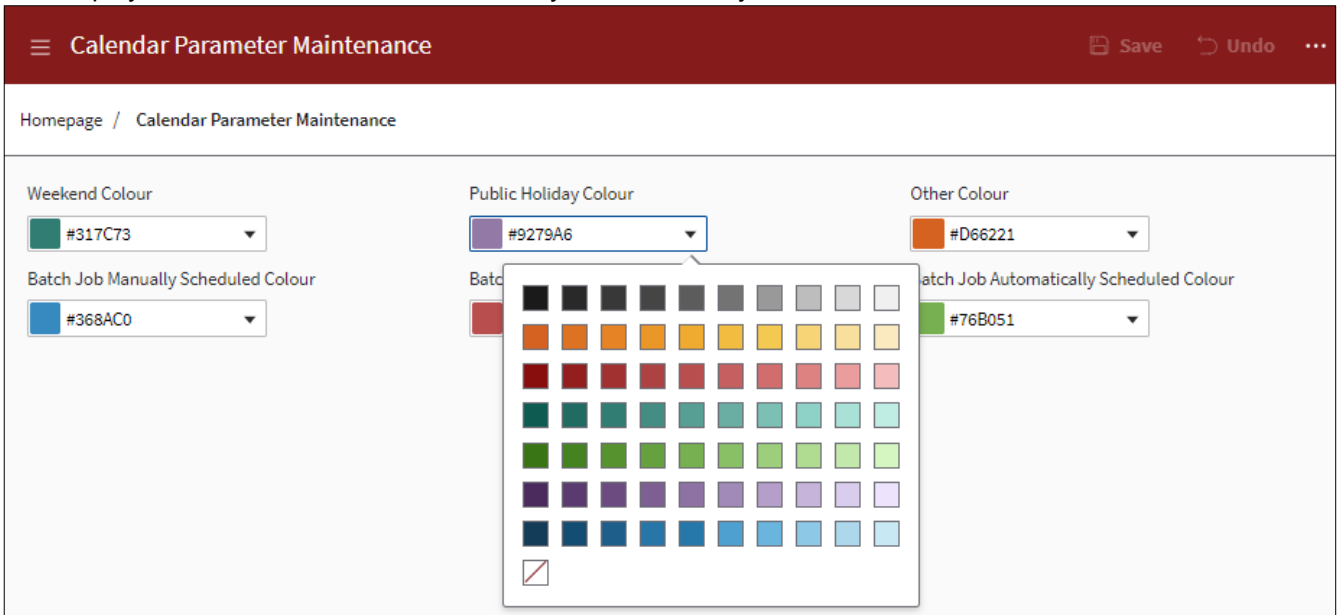 Calendar Parameter Maintenance
Save Undo
Homepage / Calendar Parameter Maintenance
Weekend Colour Public Holiday Colour Other Colour
#317C73 #9279A6 #D66221
Batch Job Manually Scheduled Colour Batc atch Job Automatically Scheduled Colour
#368AC0 #76B051